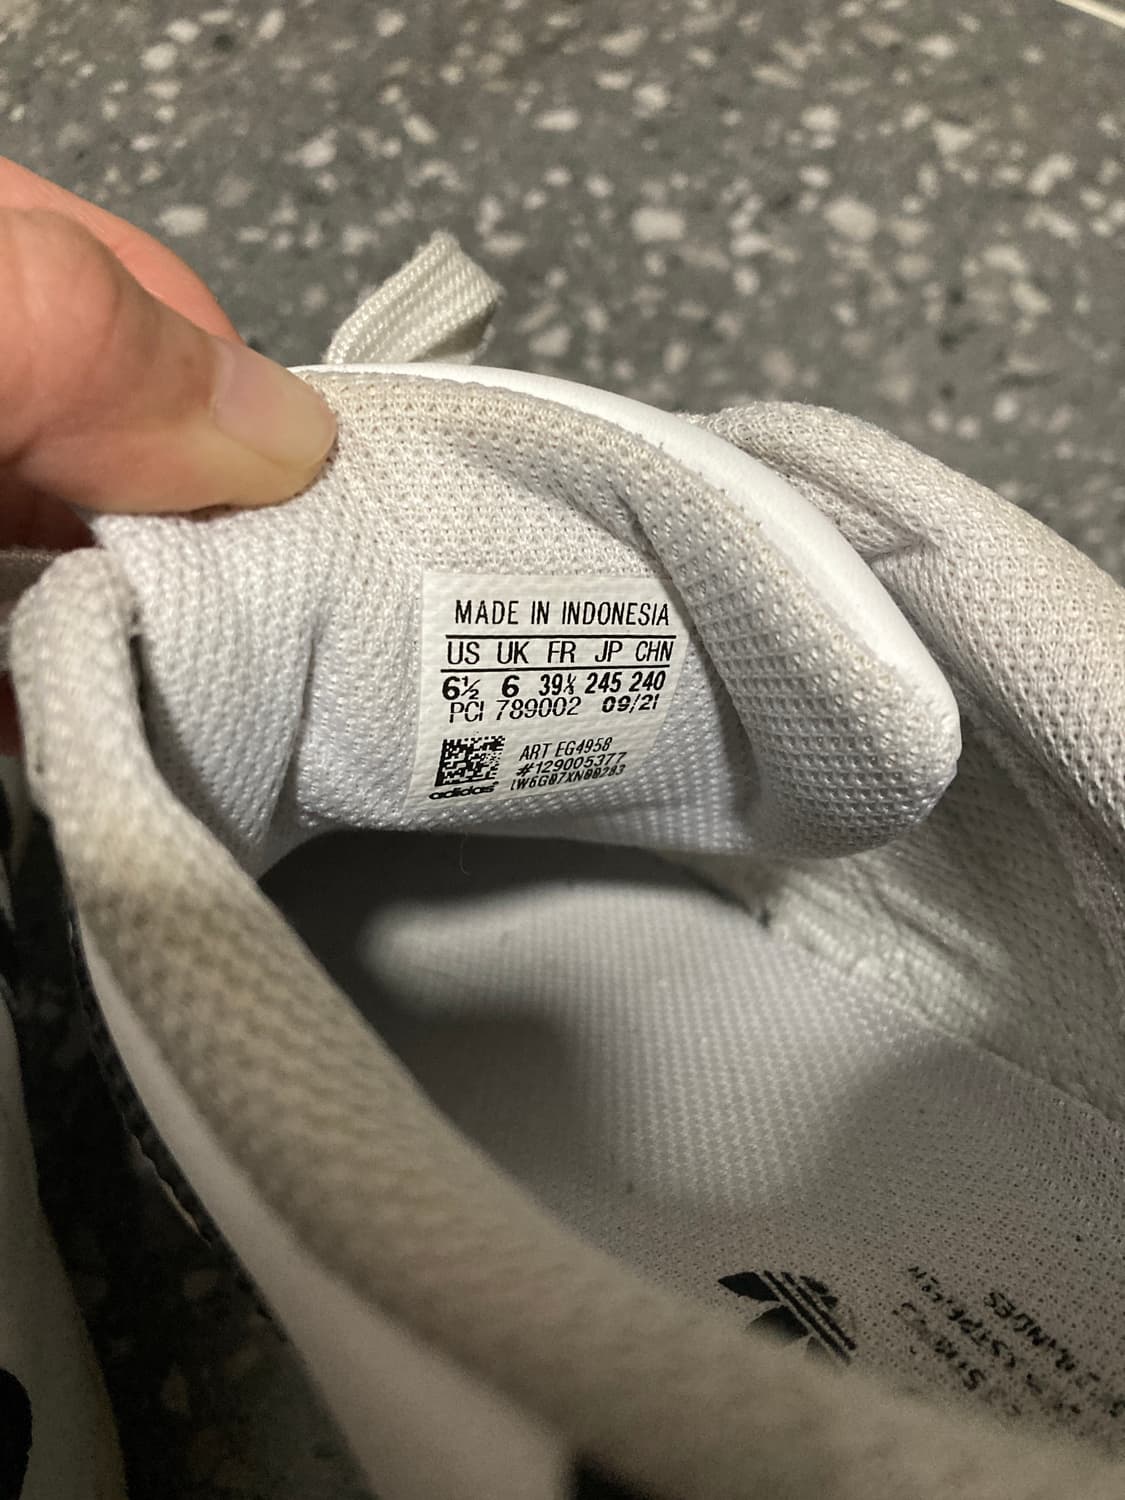 MADE IN INDONESIA
US UK FR JP CHN
6½ 6 39⅓ 245 240
PCI 789002 09/21
ART EG4958
#129005377
adidas